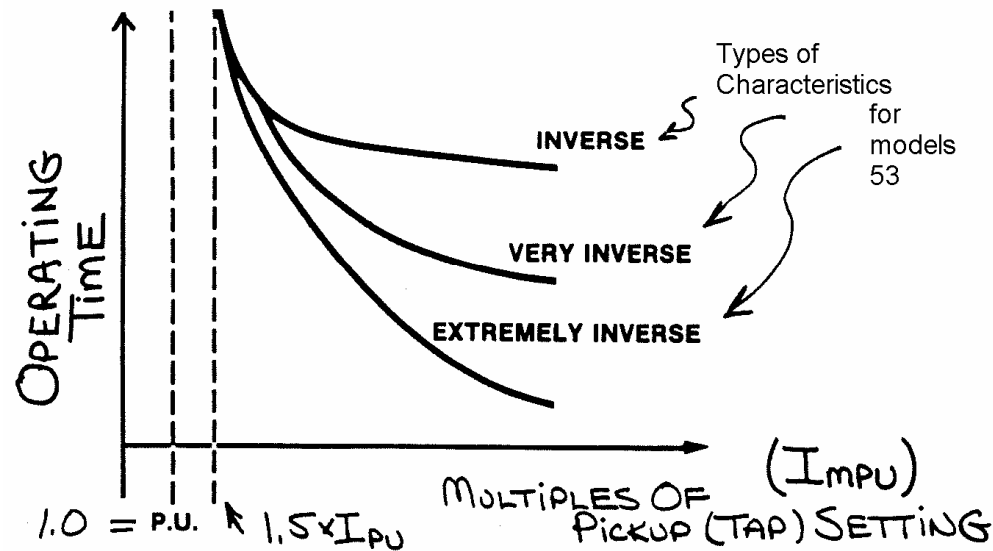 Types of
Characteristics
for
models
53
INVERSE
VERY INVERSE
EXTREMELY INVERSE
OPERATiNG
TimE
(IMPU)
MULTIPLES OF
PiCKUP (TAP) SETTING
1.0 = P.U.
1.5xIPU